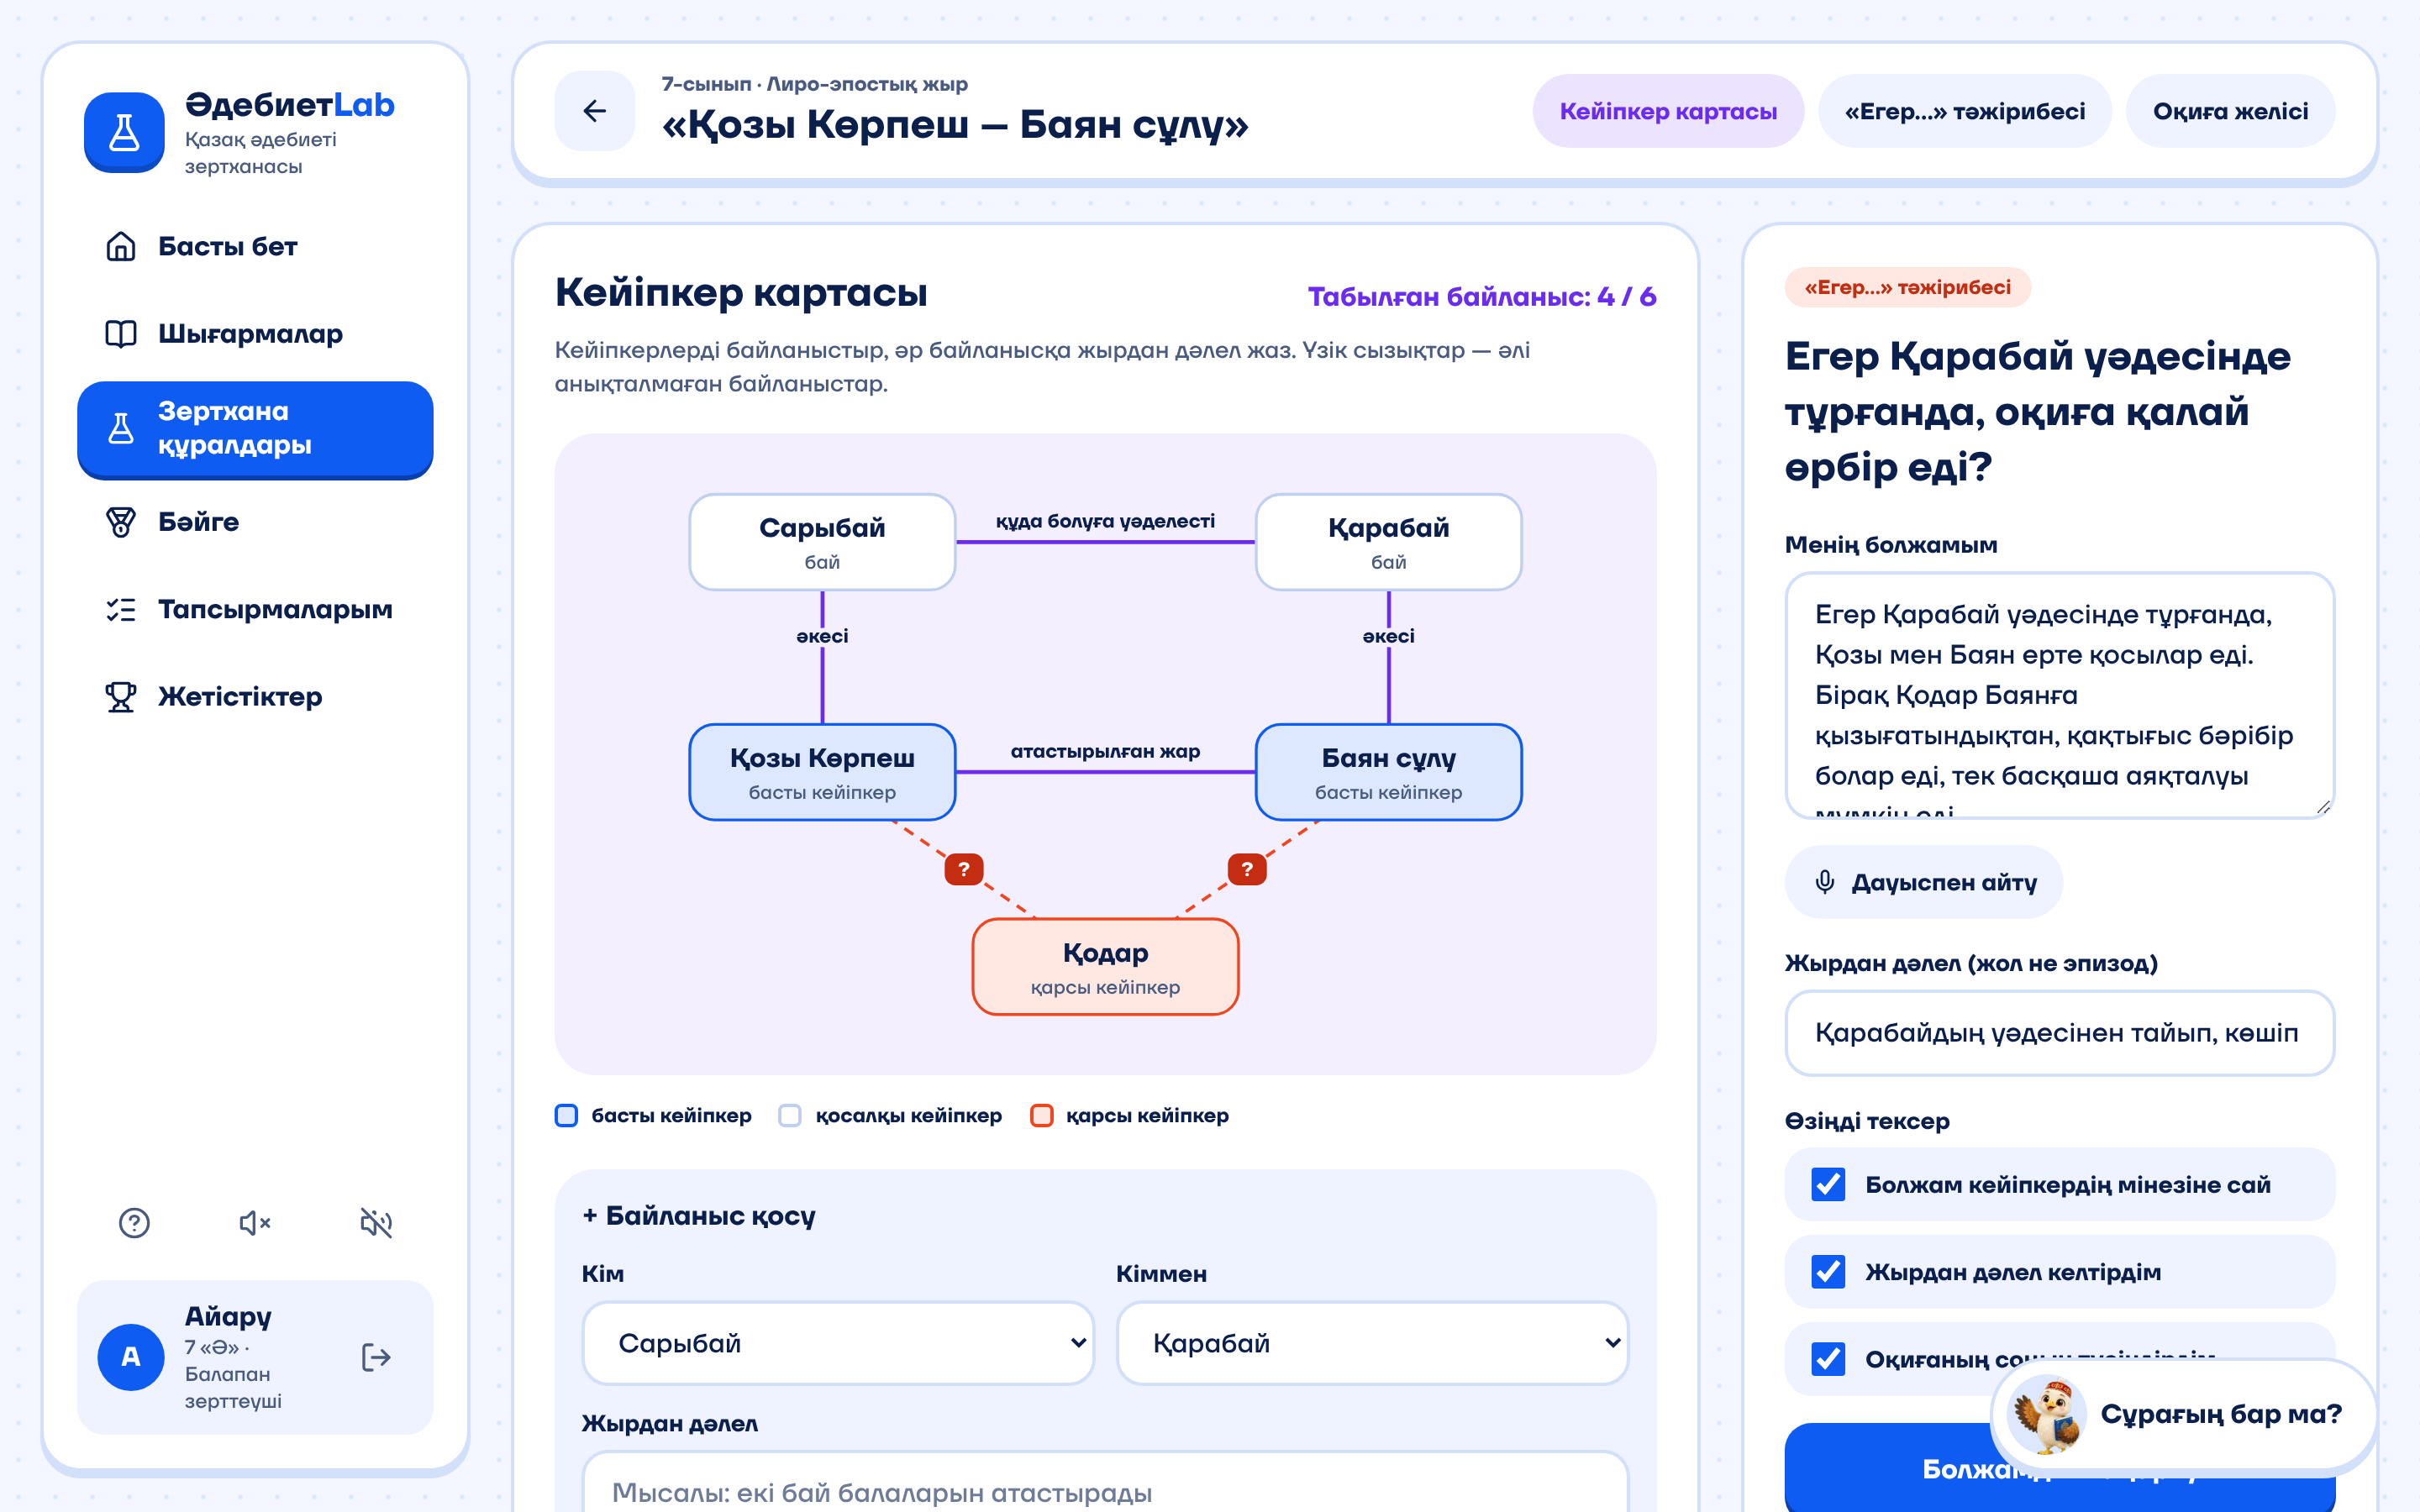 ӘдебиетLab
Қазақ әдебиеті
зертханасы
Басты бет
Шығармалар
Зертхана
құралдары
Бәйге
Тапсырмаларым
Жетістіктер
А
Айару
7 «Ә» ·
Балапан
зерттеуші
7-сынып · Лиро-эпостық жыр
«Қозы Көрпеш – Баян сұлу»
Кейіпкер картасы
«Егер...» тәжірибесі
Оқиға желісі
Кейіпкер картасы
Табылған байланыс: 4 / 6
Кейіпкерлерді байланыстыр, әр байланысқа жырдан дәлел жаз. Үзік сызықтар — әлі
анықталмаған байланыстар.
Сарыбай
бай
құда болуға уәделесті
Қарабай
бай
әкесі
әкесі
Қозы Көрпеш
басты кейіпкер
атастырылған жар
Баян сұлу
басты кейіпкер
?
?
Қодар
қарсы кейіпкер
басты кейіпкер
қосалқы кейіпкер
қарсы кейіпкер
+ Байланыс қосу
Кім
Кіммен
Сарыбай
Қарабай
Жырдан дәлел
Мысалы: екі бай балаларын атастырады
«Егер...» тәжірибесі
Егер Қарабай уәдесінде
тұрғанда, оқиға қалай
өрбір еді?
Менің болжамым
Егер Қарабай уәдесінде тұрғанда,
Қозы мен Баян ерте қосылар еді.
Бірақ Қодар Баянға
қызығатындықтан, қақтығыс бәрібір
болар еді, тек басқаша аяқталуы
Дауыспен айту
Жырдан дәлел (жол не эпизод)
Қарабайдың уәдесінен тайып, көшіп
Өзіңді тексер
Болжам кейіпкердің мінезіне сай
Жырдан дәлел келтірдім
Оқиғаның
Сұрағың бар ма?